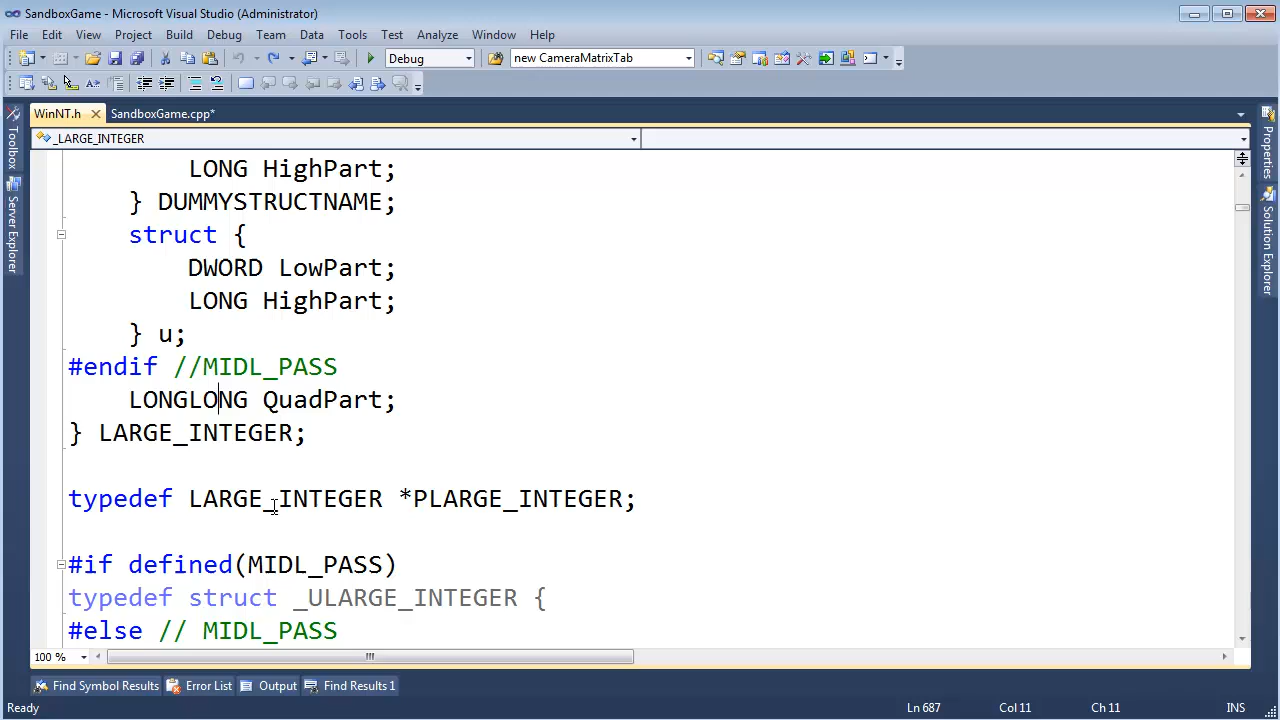 SandboxGame - Microsoft Visual Studio (Administrator)
File Edit View Project Build Debug Team Data Tools Test Analyze Window Help
Debug new CameraMatrixTab
WinNT.h SandboxGame.cpp*
_LARGE_INTEGER
LONG HighPart;
} DUMMYSTRUCTNAME;
struct {
DWORD LowPart;
LONG HighPart;
} u;
#endif //MIDL_PASS
LONGLONG QuadPart;
} LARGE_INTEGER;
typedef LARGE_INTEGER *PLARGE_INTEGER;
#if defined(MIDL_PASS)
typedef struct _ULARGE_INTEGER {
#else // MIDL_PASS
100 %
Toolbox
Server Explorer
Properties
Solution Explorer
Find Symbol Results Error List Output Find Results 1
Ready Ln 687 Col 11 Ch 11 INS